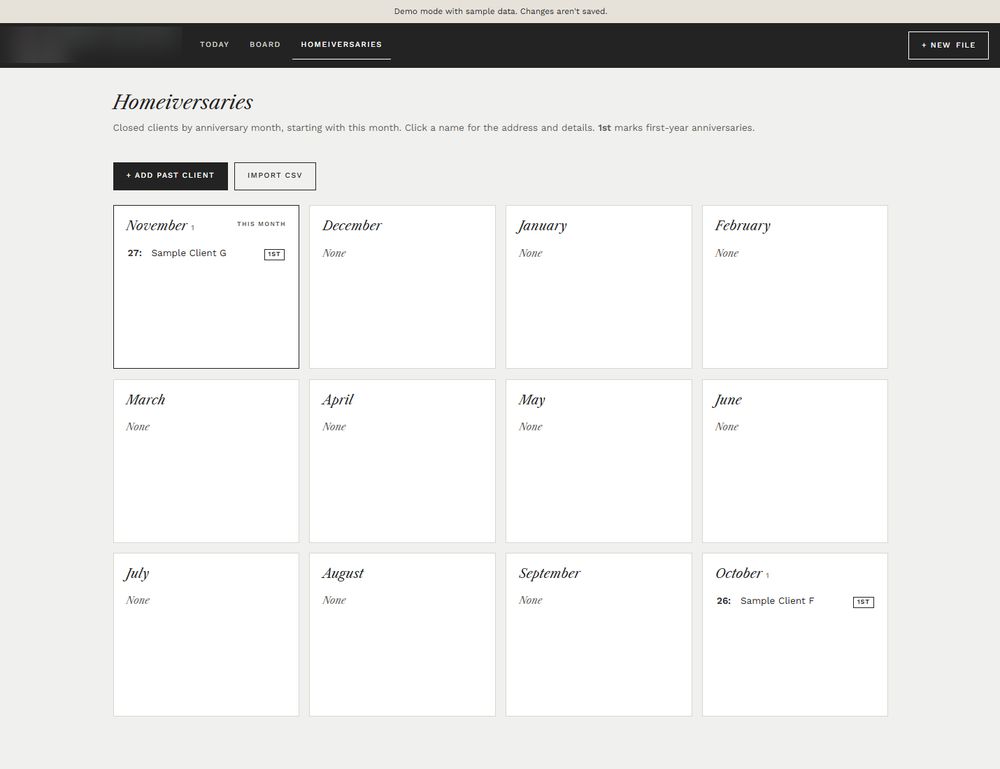 Demo mode with sample data. Changes aren't saved.
TODAY BOARD HOMEIVERSARIES + NEW FILE
Homeiversaries
Closed clients by anniversary month, starting with this month. Click a name for the address and details. 1st marks first-year anniversaries.
+ ADD PAST CLIENT IMPORT CSV
November 1 THIS MONTH
27: Sample Client G 1ST
December
None
January
None
February
None
March
None
April
None
May
None
June
None
July
None
August
None
September
None
October 1
26: Sample Client F 1ST